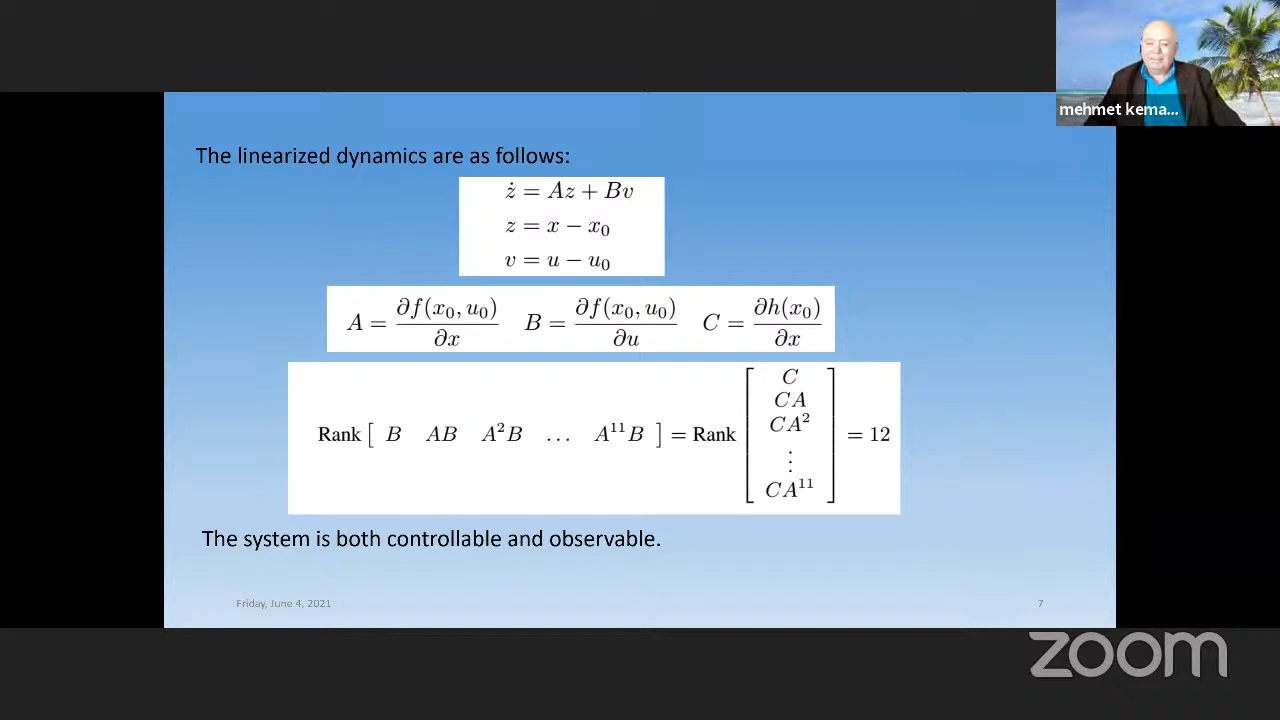 mehmet kema...
The linearized dynamics are as follows:
ż = Az + Bv
z = x − x₀
v = u − u₀
A = ∂f(x₀, u₀)/∂x B = ∂f(x₀, u₀)/∂u C = ∂h(x₀)/∂x
Rank [ B AB A²B … A¹¹B ] = Rank [ C CA CA² ⋮ CA¹¹ ] = 12
The system is both controllable and observable.
Friday, June 4, 2021 7
zoom